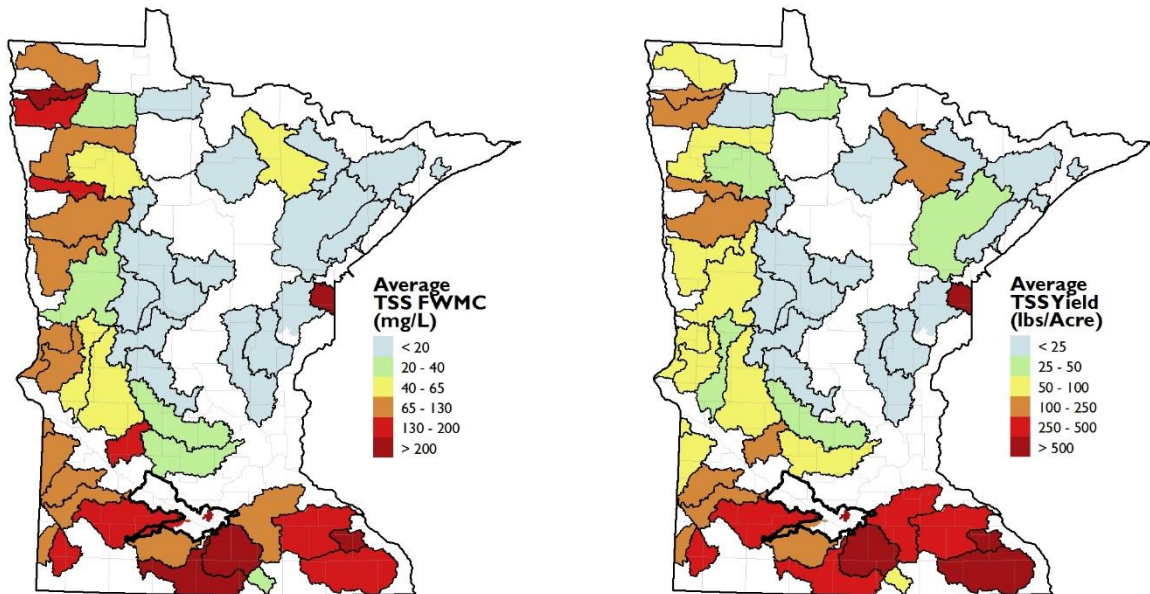 Average
TSS FWMC
(mg/L)
< 20
20 - 40
40 - 65
65 - 130
130 - 200
> 200
Average
TSS Yield
(lbs/Acre)
< 25
25 - 50
50 - 100
100 - 250
250 - 500
> 500